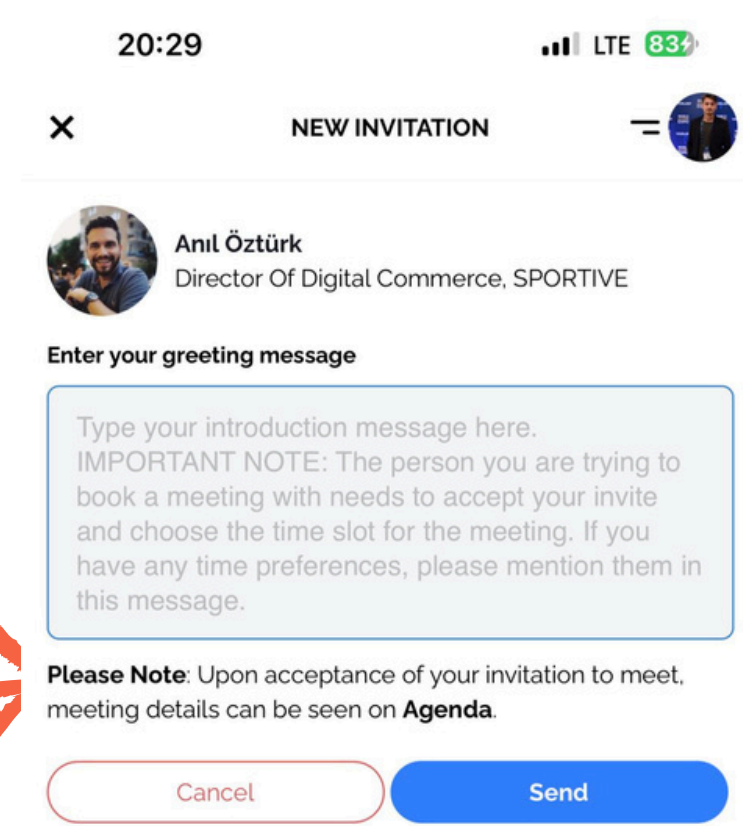 20:29
LTE 83
NEW INVITATION
Anıl Öztürk
Director Of Digital Commerce, SPORTIVE
Enter your greeting message
Type your introduction message here.
IMPORTANT NOTE: The person you are trying to
book a meeting with needs to accept your invite
and choose the time slot for the meeting. If you
have any time preferences, please mention them in
this message.
Please Note: Upon acceptance of your invitation to meet,
meeting details can be seen on Agenda.
Cancel
Send